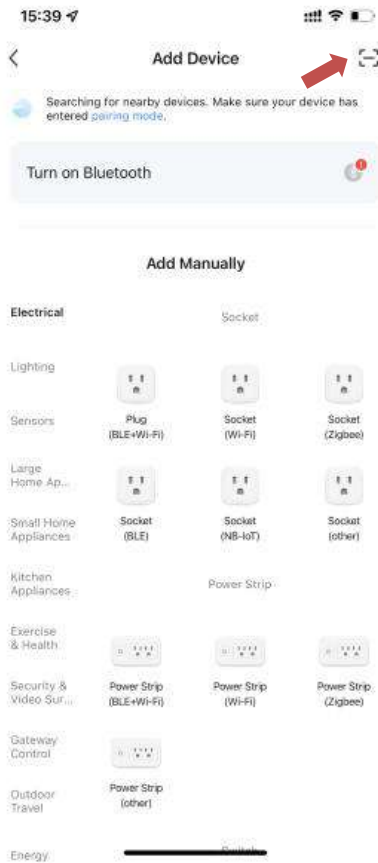 15:39
Add Device
Searching for nearby devices. Make sure your device has
entered pairing mode.
Turn on Bluetooth
Add Manually
Electrical
Socket
Lighting
Sensors
Plug
(BLE+Wi-Fi)
Socket
(Wi-Fi)
Socket
(Zigbee)
Large
Home Ap...
Small Home
Appliances
Socket
(BLE)
Socket
(NB-IoT)
Socket
(other)
Kitchen
Appliances
Power Strip
Exercise
& Health
Security &
Video Sur...
Power Strip
(BLE+Wi-Fi)
Power Strip
(Wi-Fi)
Power Strip
(Zigbee)
Gateway
Control
Outdoor
Travel
Power Strip
(other)
Energy